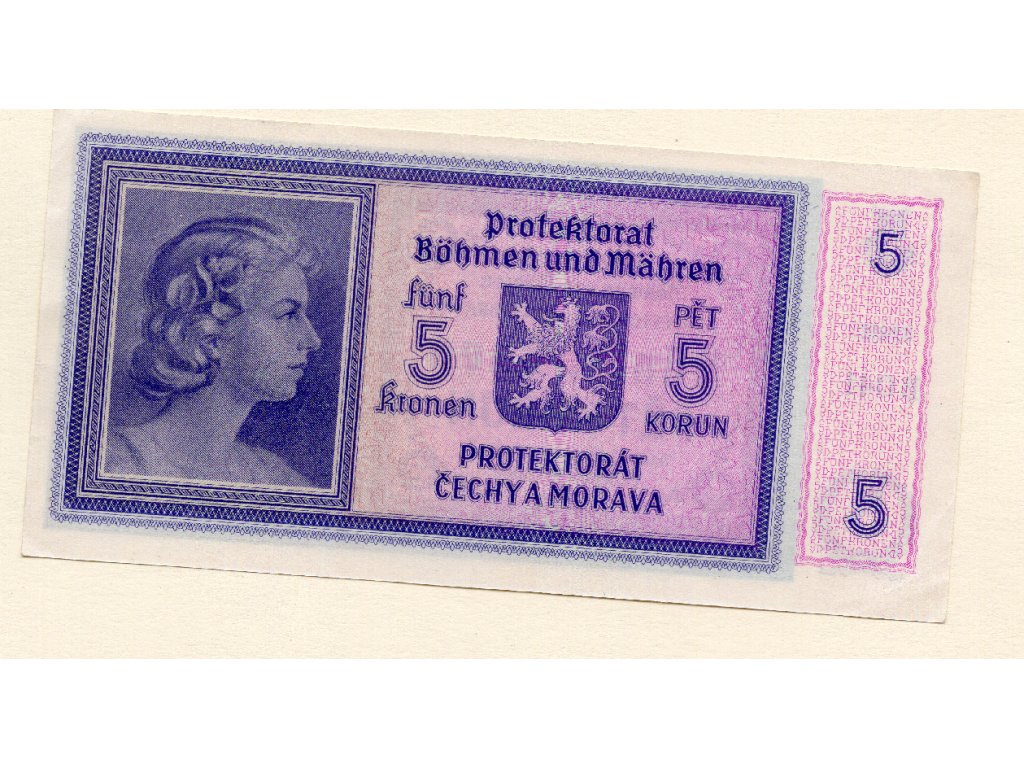 Protektorat
Böhmen und Mähren
fünf
5
Kronen
PĚT
5
KORUN
PROTEKTORÁT
ČECHY A MORAVA
5
5